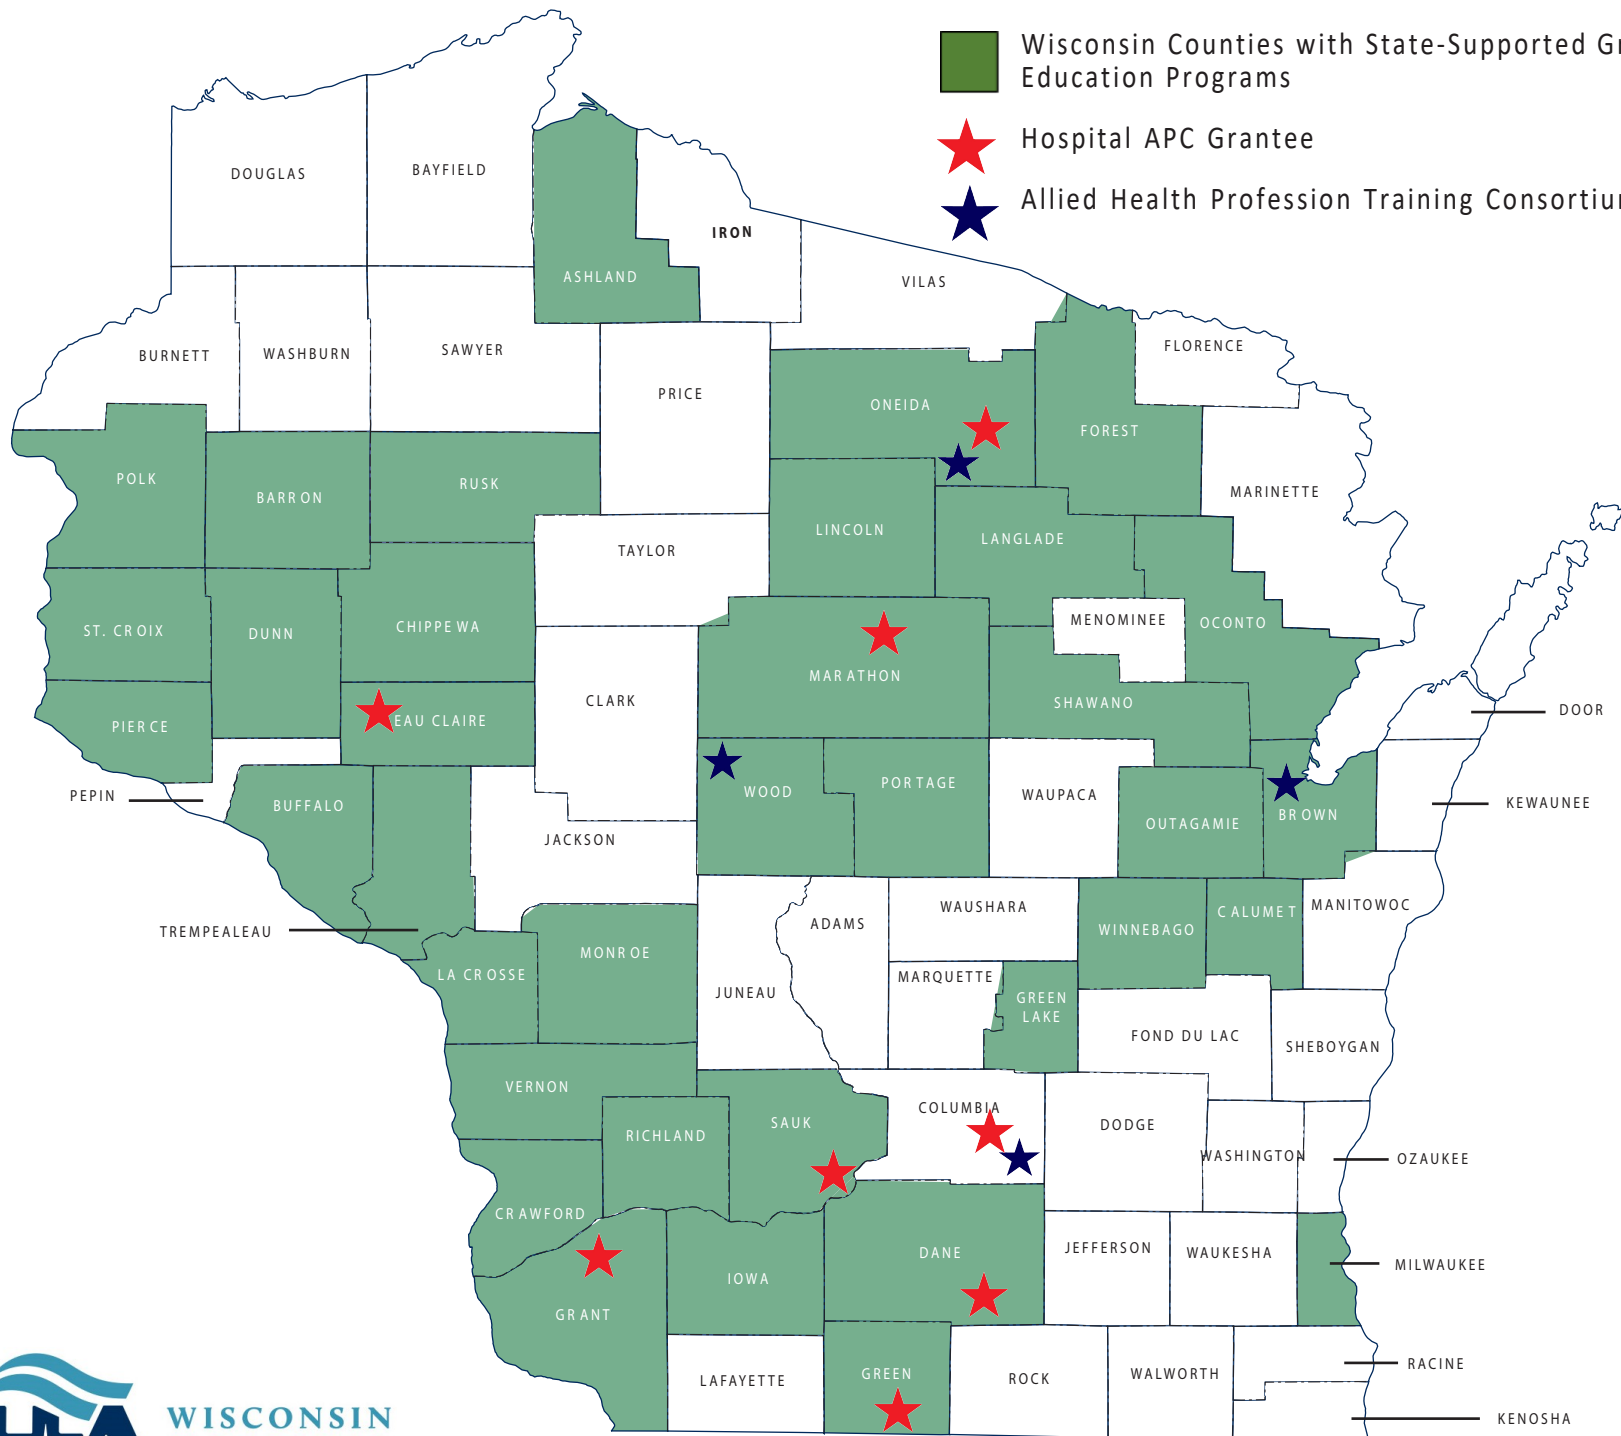 Wisconsin Counties with State-Supported
Education Programs
Hospital APC Grantee
Allied Health Profession Training
DOUGLAS
BAYFIELD
IRON
ASHLAND
VILAS
BURNETT
WASHBURN
SAWYER
FLORENCE
PRICE
ONEIDA
FOREST
POLK
BARRON
RUSK
MARINETTE
LINCOLN
LANGLADE
TAYLOR
ST. CROIX
DUNN
CHIPPEWA
MENOMINEE
OCONTO
MARATHON
CLARK
SHAWANO
DOOR
PIERCE
EAU CLAIRE
PEPIN
BUFFALO
WOOD
PORTAGE
WAUPACA
KEWAUNEE
OUTAGAMIE
BROWN
JACKSON
TREMPEALEAU
ADAMS
WAUSHARA
CALUMET
MANITOWOC
WINNEBAGO
MONROE
LA CROSSE
JUNEAU
MARQUETTE
GREEN
LAKE
FOND DU LAC
SHEBOYGAN
VERNON
COLUMBIA
RICHLAND
SAUK
DODGE
WASHINGTON
OZAUKEE
CRAWFORD
DANE
JEFFERSON
WAUKESHA
MILWAUKEE
IOWA
GRANT
LAFAYETTE
GREEN
ROCK
WALWORTH
RACINE
KENOSHA
WISCONSIN